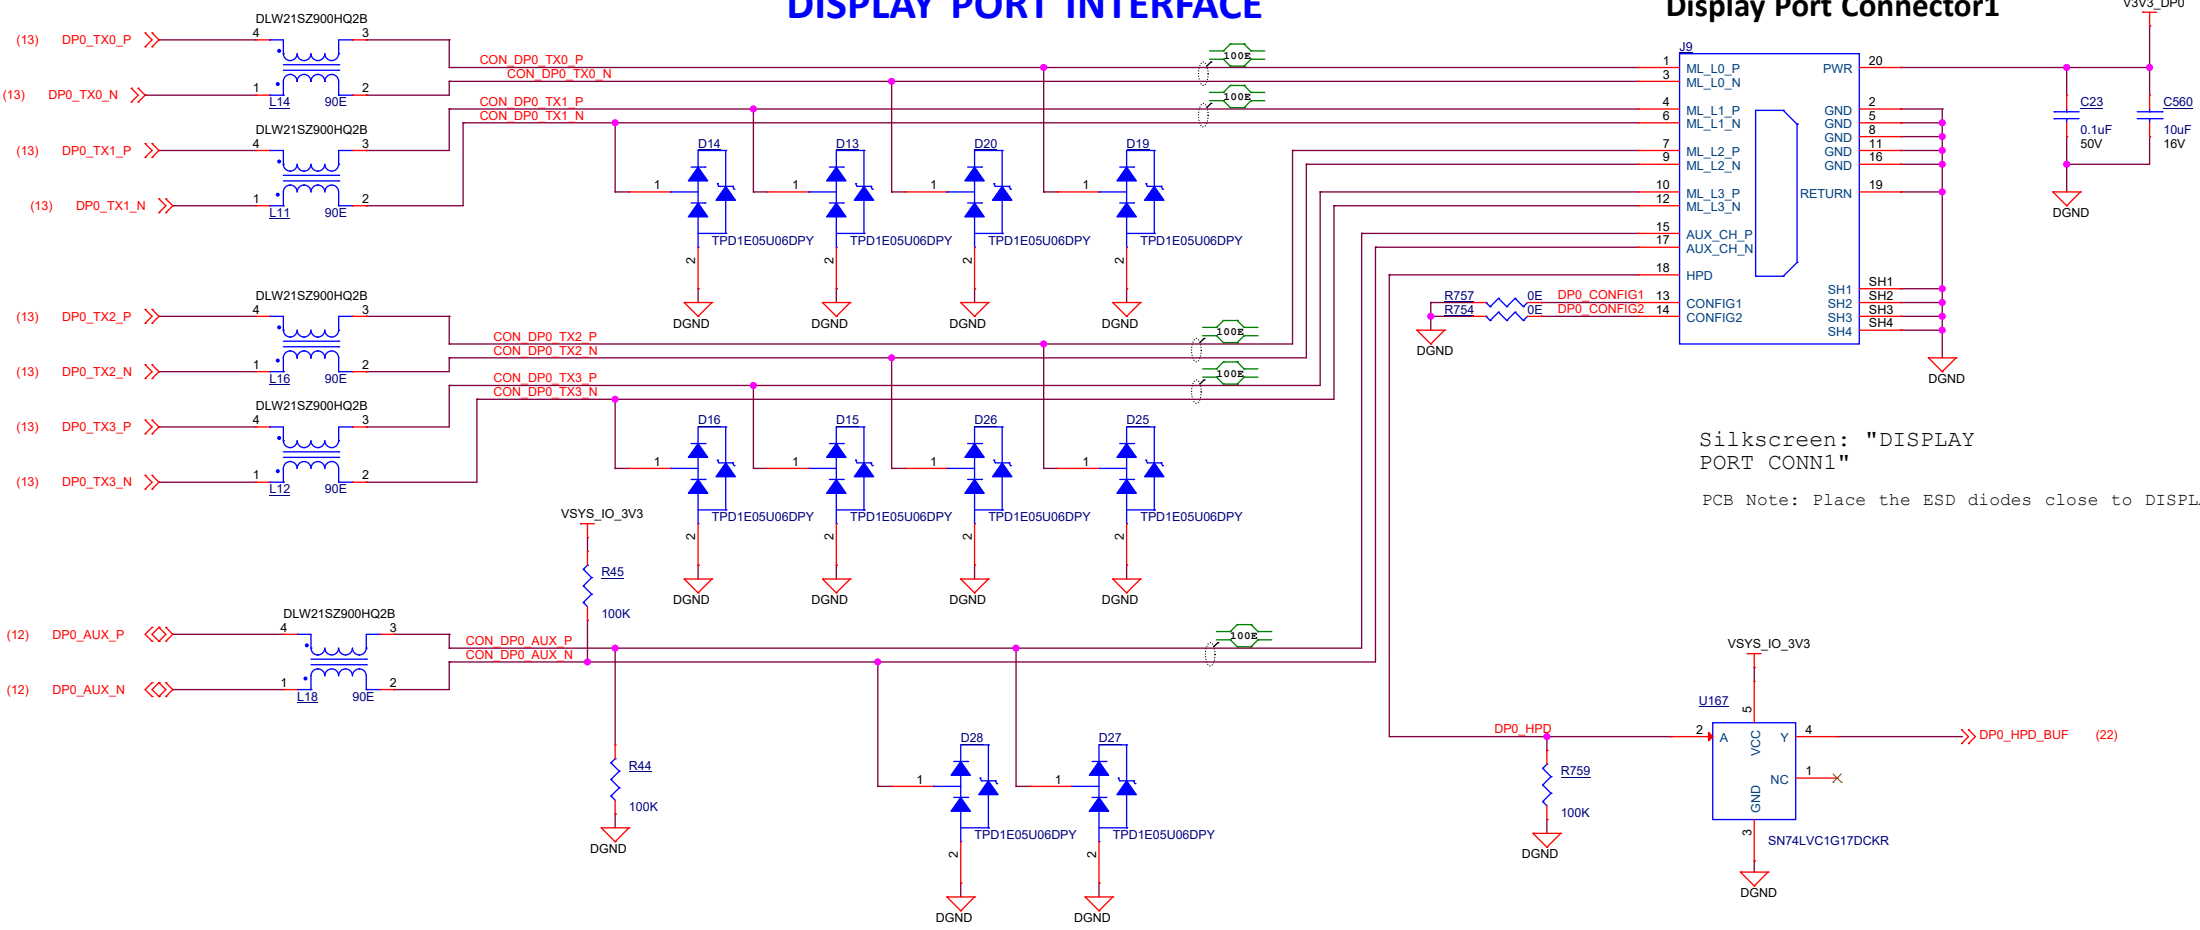 DISPLAY PORT INTERFACE
Display Port Connector1
V3V3_DP0
DLW21SZ900HQ2B
(13) DP0_TX0_P 4 3
(13) DP0_TX0_N 1 2
L14 90E
DLW21SZ900HQ2B
(13) DP0_TX1_P 4 3
(13) DP0_TX1_N 1 2
L11 90E
CON_DP0_TX0_P
CON_DP0_TX0_N
CON_DP0_TX1_P
CON_DP0_TX1_N
100E
100E
D14 D13 D20 D19
1 1 1 1
TPD1E05U06DPY TPD1E05U06DPY TPD1E05U06DPY TPD1E05U06DPY
2 2 2 2
DGND DGND DGND DGND
DLW21SZ900HQ2B
(13) DP0_TX2_P 4 3
(13) DP0_TX2_N 1 2
L16 90E
DLW21SZ900HQ2B
(13) DP0_TX3_P 4 3
(13) DP0_TX3_N 1 2
L12 90E
CON_DP0_TX2_P
CON_DP0_TX2_N
CON_DP0_TX3_P
CON_DP0_TX3_N
100E
100E
D16 D15 D26 D25
1 1 1 1
TPD1E05U06DPY TPD1E05U06DPY TPD1E05U06DPY TPD1E05U06DPY
2 2 2 2
DGND DGND DGND DGND
VSYS_IO_3V3
R45
100K
DLW21SZ900HQ2B
(12) DP0_AUX_P 4 3
(12) DP0_AUX_N 1 2
L18 90E
CON_DP0_AUX_P
CON_DP0_AUX_N
100E
R44
100K
DGND
D28 D27
1 1
TPD1E05U06DPY TPD1E05U06DPY
2 2
DGND DGND
J9
1 ML_L0_P PWR 20
3 ML_L0_N
4 ML_L1_P GND 2
6 ML_L1_N GND 5
GND 8
7 ML_L2_P GND 11
9 ML_L2_N GND 16
10 ML_L3_P RETURN 19
12 ML_L3_N
15 AUX_CH_P
17 AUX_CH_N
18 HPD
R757 0E DP0_CONFIG1 13 CONFIG1
R754 0E DP0_CONFIG2 14 CONFIG2
DGND
SH1 SH1
SH2 SH2
SH3 SH3
SH4 SH4
DGND
C23
0.1uF
50V
C560
10uF
16V
DGND
Silkscreen: "DISPLAY
PORT CONN1"
PCB Note: Place the ESD diodes close to
VSYS_IO_3V3
U167
5
DP0_HPD 2 A VCC Y 4 DP0_HPD_BUF (22)
NC 1
GND
3
SN74LVC1G17DCKR
DGND
R759
100K
DGND